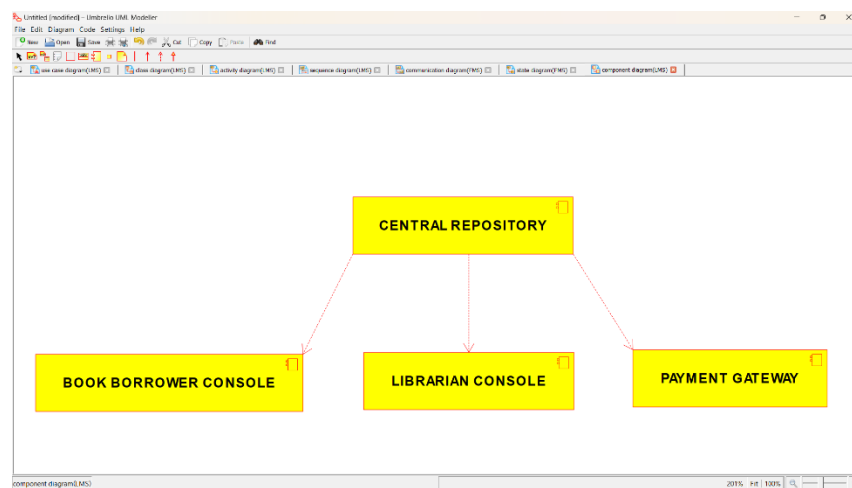 Untitled [modified] - Umbrello UML Modeller
File Edit Diagram Code Settings Help
New Open Save Cut Copy Paste Find
use case diagram(LMS) class diagram(LMS) activity diagram(LMS) sequence diagram(LMS) communication diagram(FMS) state diagram(FMS) component diagram(LMS)
CENTRAL REPOSITORY
BOOK BORROWER CONSOLE
LIBRARIAN CONSOLE
PAYMENT GATEWAY
component diagram(LMS)
201% Fit 100%